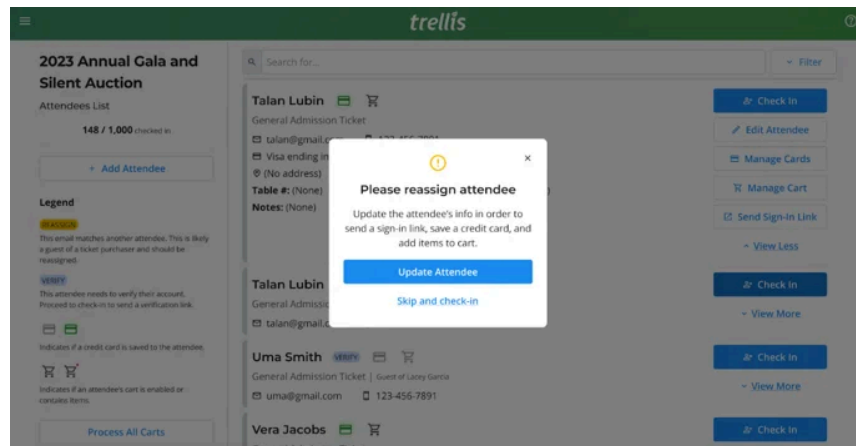 trellis
2023 Annual Gala and
Silent Auction
Attendees List
148 / 1,000 checked in
+ Add Attendee
Legend
REASSIGN
This email matches another attendee. This is likely
a guest of a ticket purchaser and should be
reassigned.
VERIFY
This attendee needs to verify their account.
Proceed to check-in to send a verification link.
Indicates if a credit card is saved to the attendee.
Indicates if an attendee's cart is enabled or
contains items.
Process All Carts
Search for...
Filter
Talan Lubin
General Admission Ticket
talan@gmail.com 123-456-7891
Visa ending in
(No address)
Table #: (None)
Notes: (None)
Check In
Edit Attendee
Manage Cards
Manage Cart
Send Sign-In Link
View Less
Please reassign attendee
Update the attendee's info in order to
send a sign-in link, save a credit card, and
add items to cart.
Update Attendee
Skip and check-in
Talan Lubin
General Admission
talan@gmail.c
Check In
View More
Uma Smith VERIFY
General Admission Ticket | Guest of Lacey Garcia
uma@gmail.com 123-456-7891
Check In
View More
Vera Jacobs
Check In